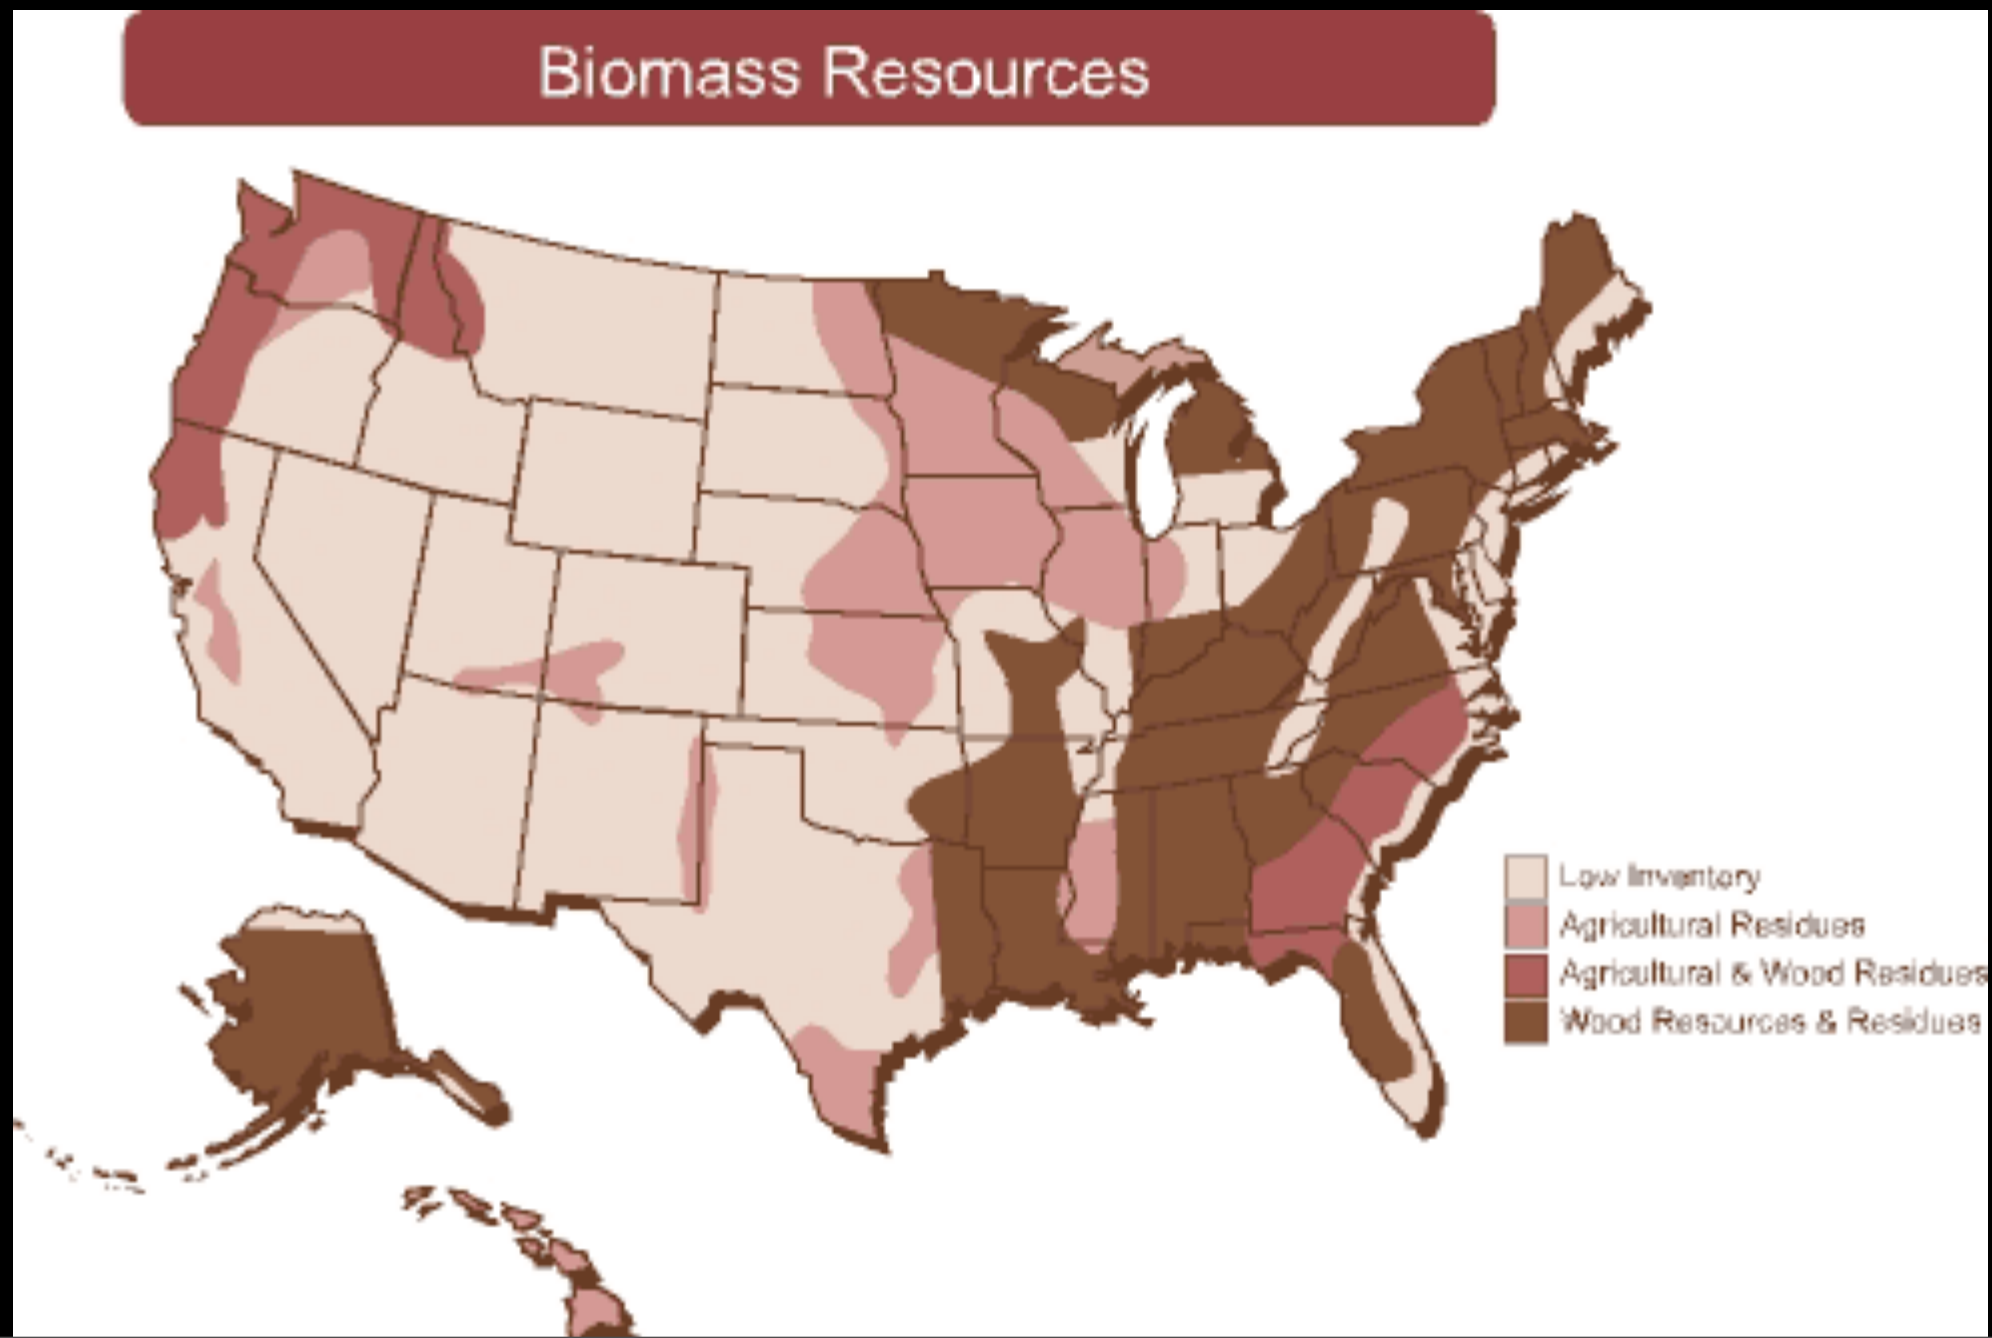 Biomass Resources
Low Inventory
Agricultural Residues
Agricultural & Wood Residues
Wood Resources & Residues